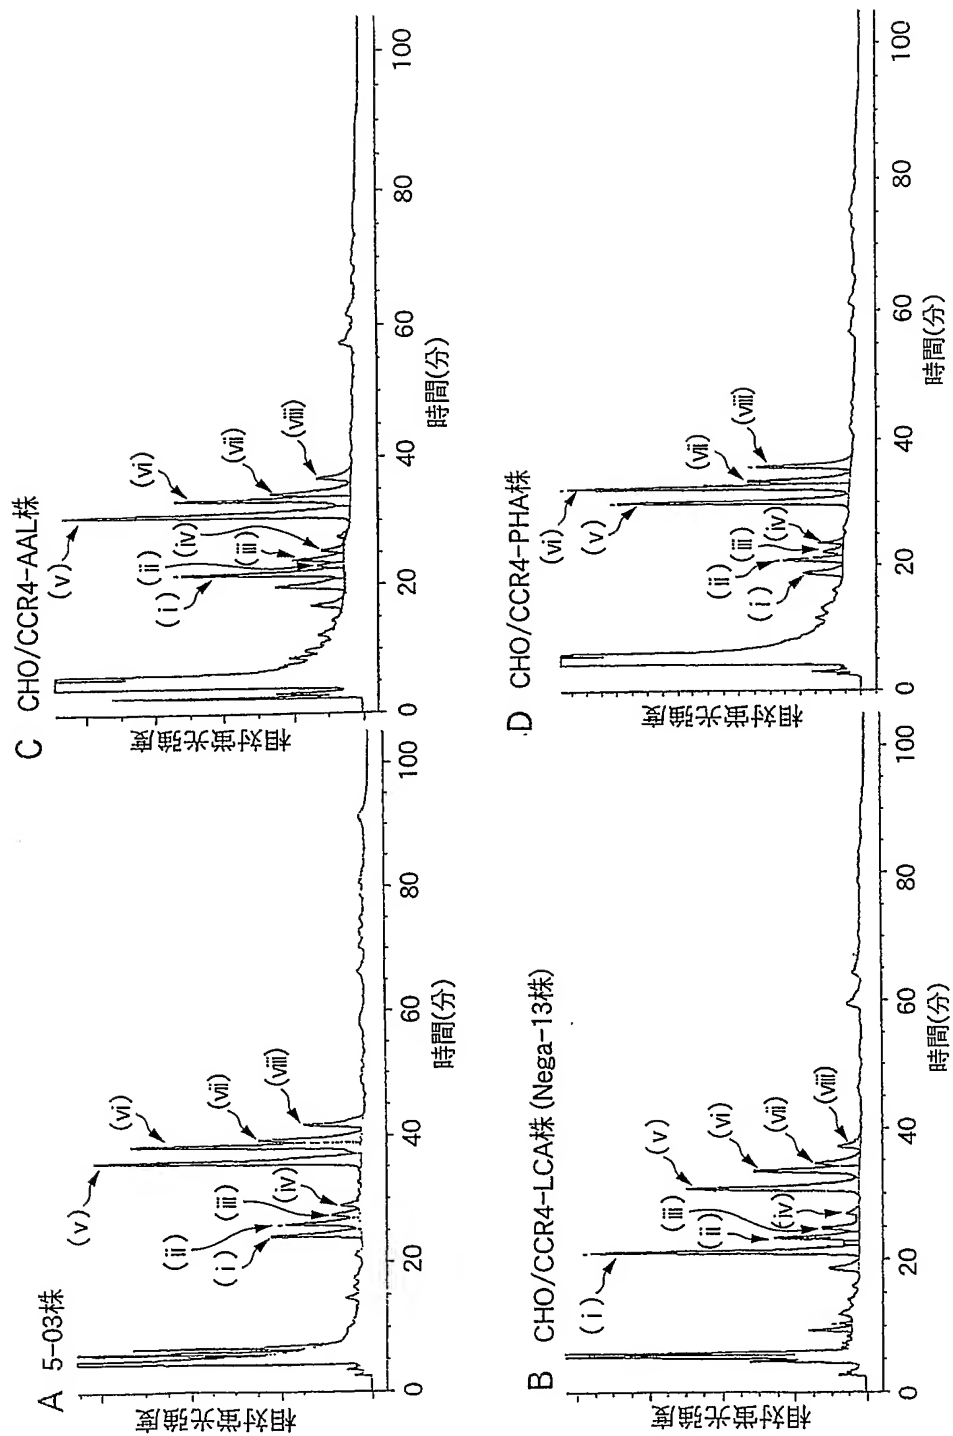 A 5-03株
相対蛍光強度
(i)
(ii)
(iii)
(iv)
(v)
(vi)
(vii)
(viii)
0 20 40 60 80 100
時間(分)
B CHO/CCR4-LCA株(Nega-13株)
相対蛍光強度
(i)
(ii)
(iii)
(iv)
(v)
(vi)
(vii)
(viii)
0 20 40 60 80 100
時間(分)
C CHO/CCR4-AAL株
相対蛍光強度
(i)
(ii)
(iii)
(iv)
(v)
(vi)
(vii)
(viii)
0 20 40 60 80 100
時間(分)
D CHO/CCR4-PHA株
相対蛍光強度
(i)
(ii)
(iii)
(iv)
(v)
(vi)
(vii)
(viii)
0 20 40 60 80 100
時間(分)